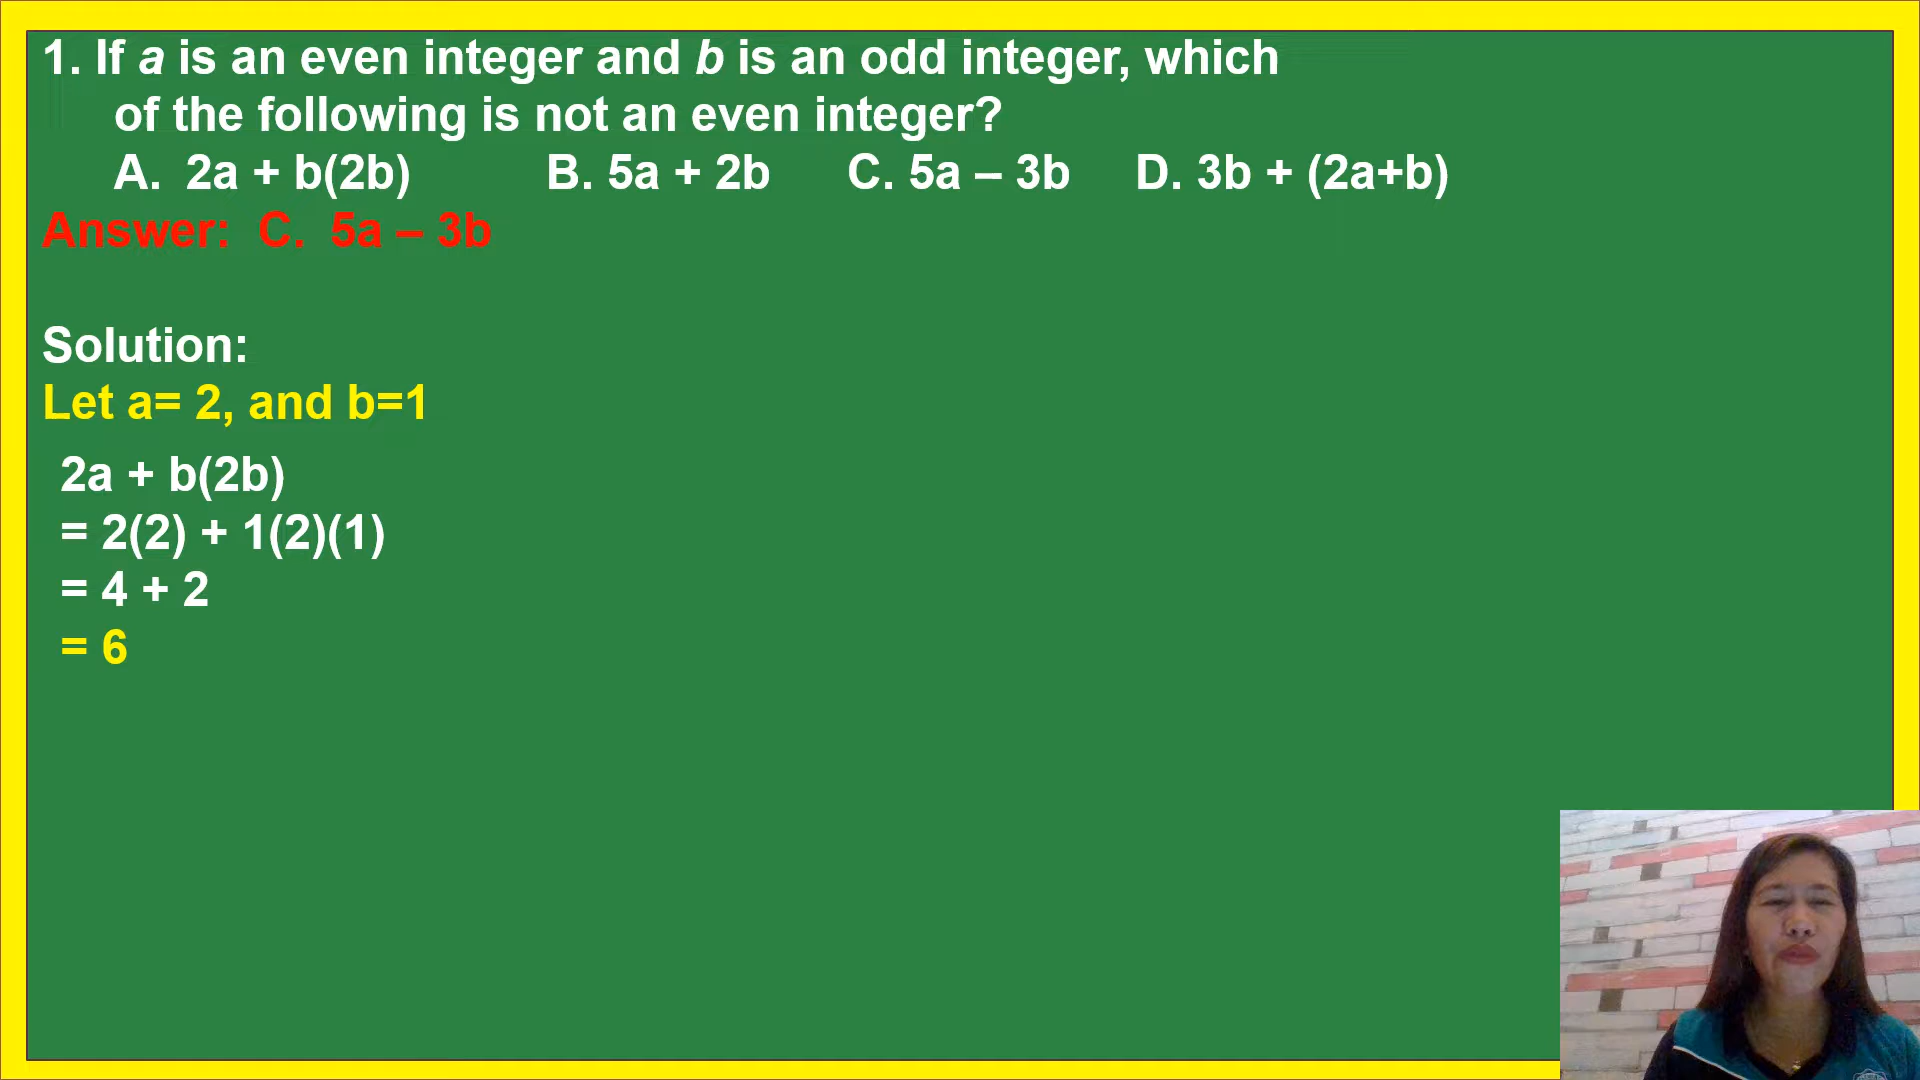 1. If a is an even integer and b is an odd integer, which
of the following is not an even integer?
A. 2a + b(2b) B. 5a + 2b C. 5a – 3b D. 3b + (2a+b)
Answer: C. 5a – 3b
Solution:
Let a= 2, and b=1
2a + b(2b)
= 2(2) + 1(2)(1)
= 4 + 2
= 6